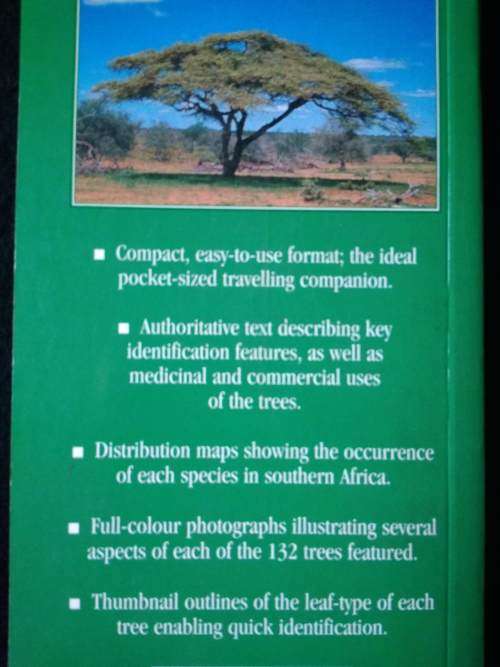 ■ Compact, easy-to-use format; the ideal
pocket-sized travelling companion.
■ Authoritative text describing key
identification features, as well as
medicinal and commercial uses
of the trees.
■ Distribution maps showing the occurrence
of each species in southern Africa.
■ Full-colour photographs illustrating several
aspects of each of the 132 trees featured.
■ Thumbnail outlines of the leaf-type of each
tree enabling quick identification.